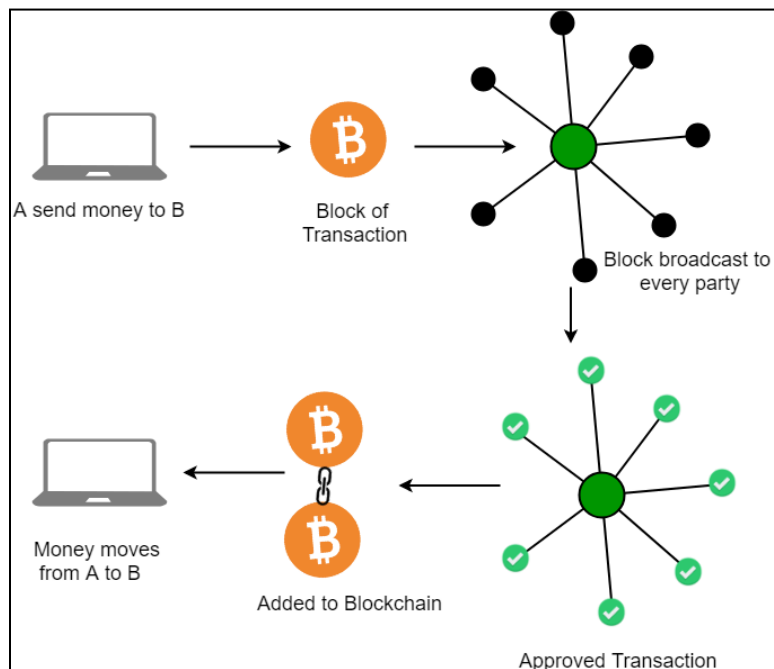 A send money to B
Block of
Transaction
Block broadcast to
every party
Money moves
from A to B
Added to Blockchain
Approved Transaction